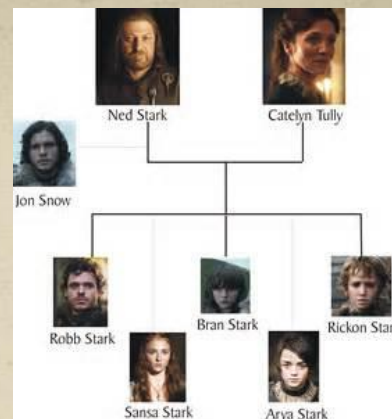 Ned Stark
Catelyn Tully
Jon Snow
Robb Stark
Bran Stark
Rickon Star
Sansa Stark
Arya Stark